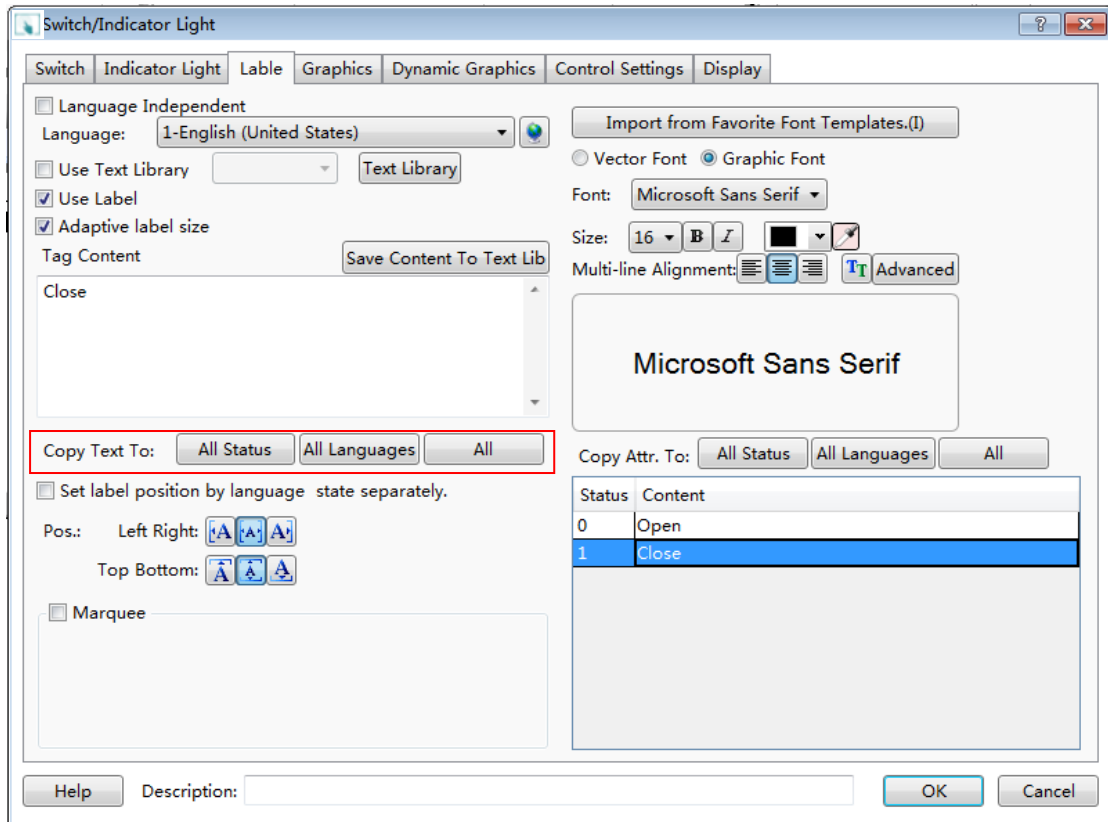 Switch/Indicator Light
Switch Indicator Light Lable Graphics Dynamic Graphics Control Settings Display
Language Independent
Language: 1-English (United States)
Use Text Library Text Library
Use Label
Adaptive label size
Tag Content Save Content To Text Lib
Close
Copy Text To: All Status All Languages All
Set label position by language state separately.
Pos.: Left Right: A A A
Top Bottom: A A A
Marquee
Import from Favorite Font Templates.(I)
Vector Font Graphic Font
Font: Microsoft Sans Serif
Size: 16 B I
Multi-line Alignment: TT Advanced
Microsoft Sans Serif
Copy Attr. To: All Status All Languages All
Status Content
0 Open
1 Close
Help Description: OK Cancel